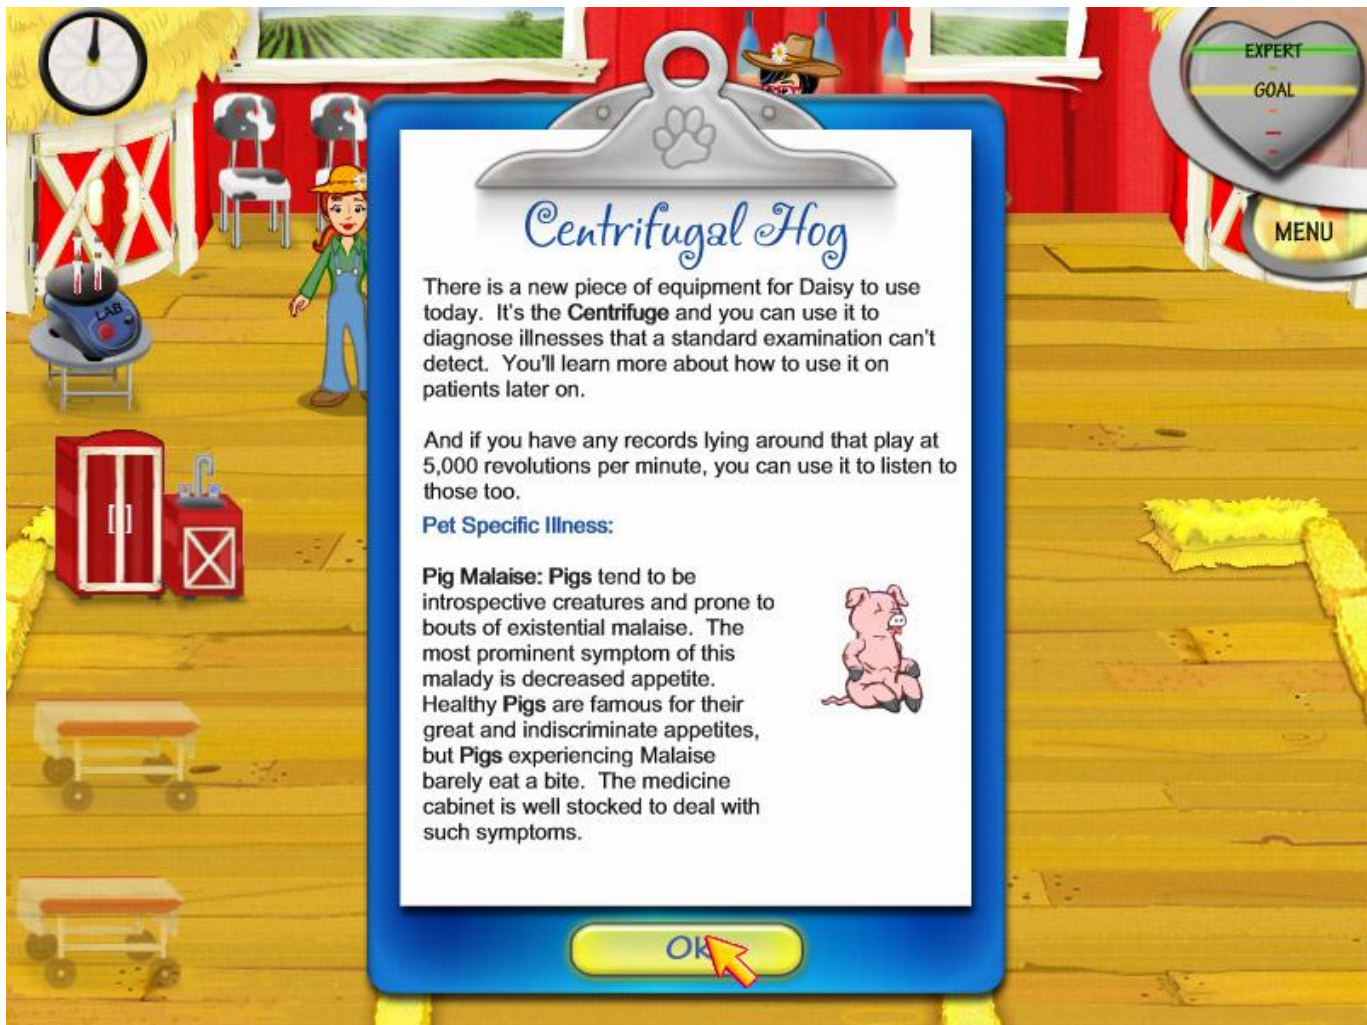 EXPERT
GOAL
MENU
LAB
Centrifugal Hog
There is a new piece of equipment for Daisy to use
today.  It's the Centrifuge and you can use it to
diagnose illnesses that a standard examination can't
detect.  You'll learn more about how to use it on
patients later on.
And if you have any records lying around that play at
5,000 revolutions per minute, you can use it to listen to
those too.
Pet Specific Illness:
Pig Malaise: Pigs tend to be
introspective creatures and prone to
bouts of existential malaise.  The
most prominent symptom of this
malady is decreased appetite.
Healthy Pigs are famous for their
great and indiscriminate appetites,
but Pigs experiencing Malaise
barely eat a bite.  The medicine
cabinet is well stocked to deal with
such symptoms.
OK